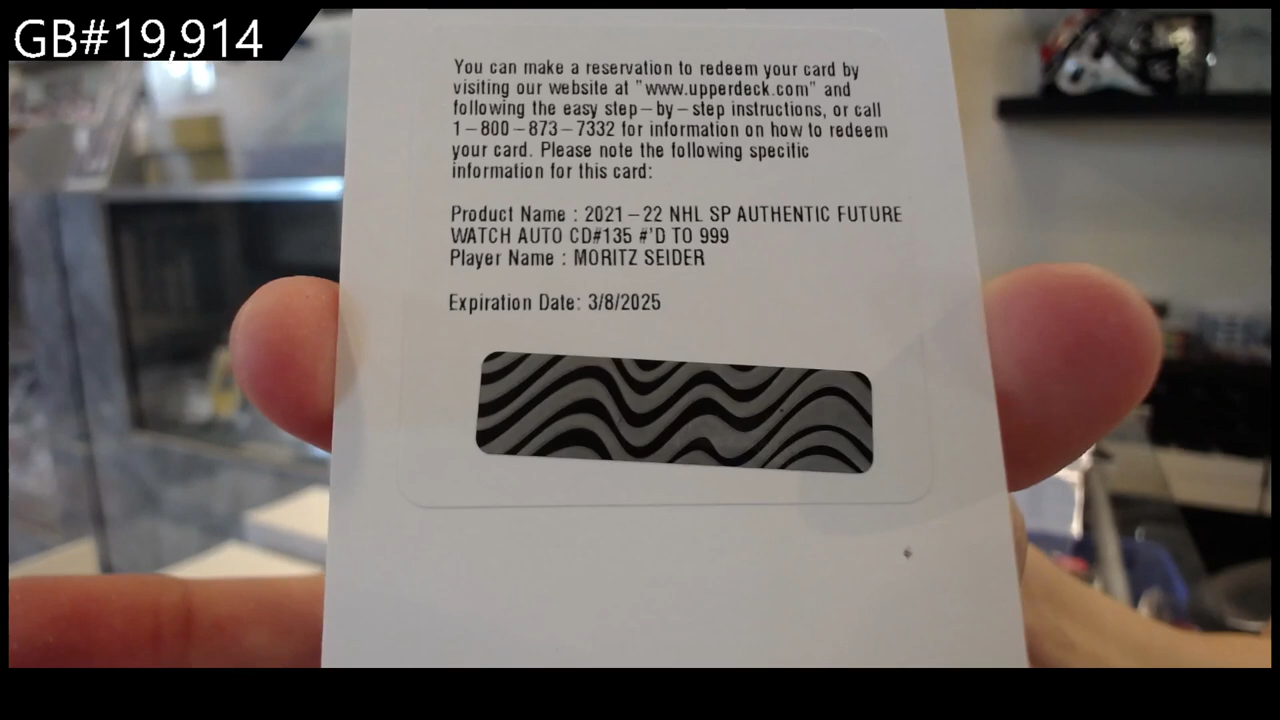 GB#19,914
You can make a reservation to redeem your card by
visiting our website at "www.upperdeck.com" and
following the easy step-by-step instructions, or call
1-800-873-7332 for information on how to redeem
your card. Please note the following specific
information for this card:
Product Name : 2021-22 NHL SP AUTHENTIC FUTURE
WATCH AUTO CD#135 #'D TO 999
Player Name : MORITZ SEIDER
Expiration Date: 3/8/2025